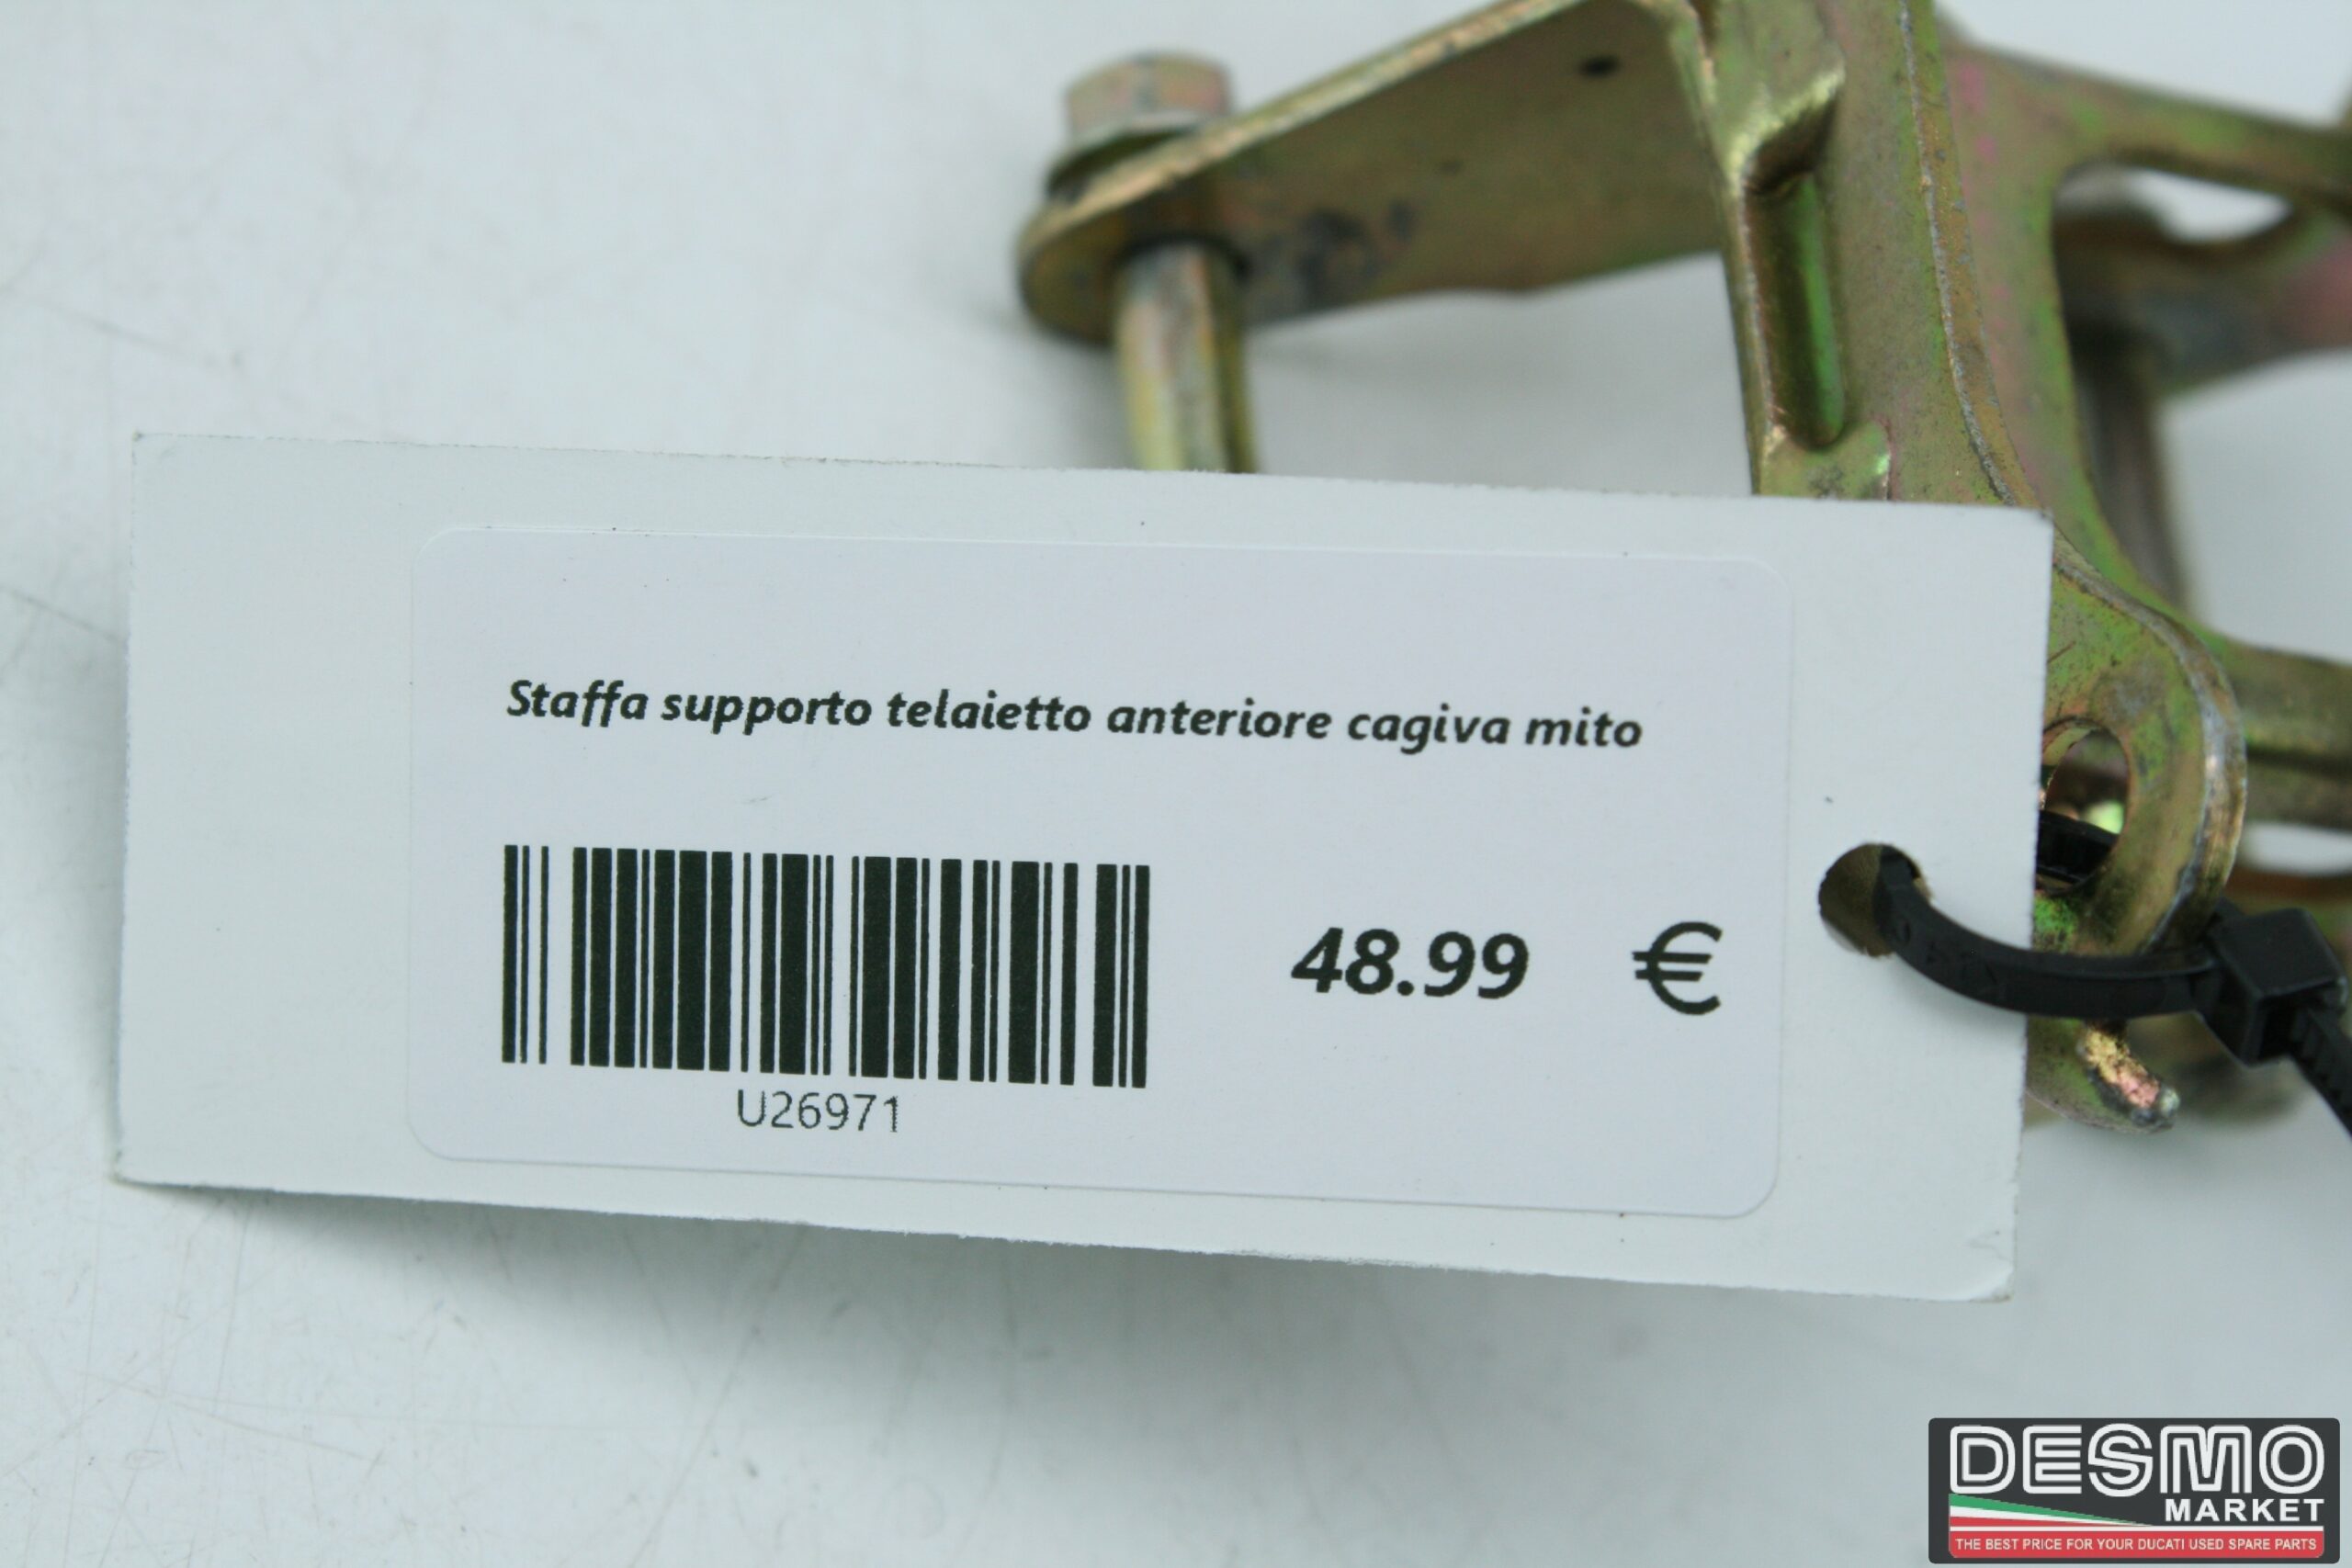 Staffa supporto telaietto anteriore cagiva mito
48.99 €
U26971
DESMO
MARKET
THE BEST PRICE FOR YOUR DUCATI USED SPARE PARTS